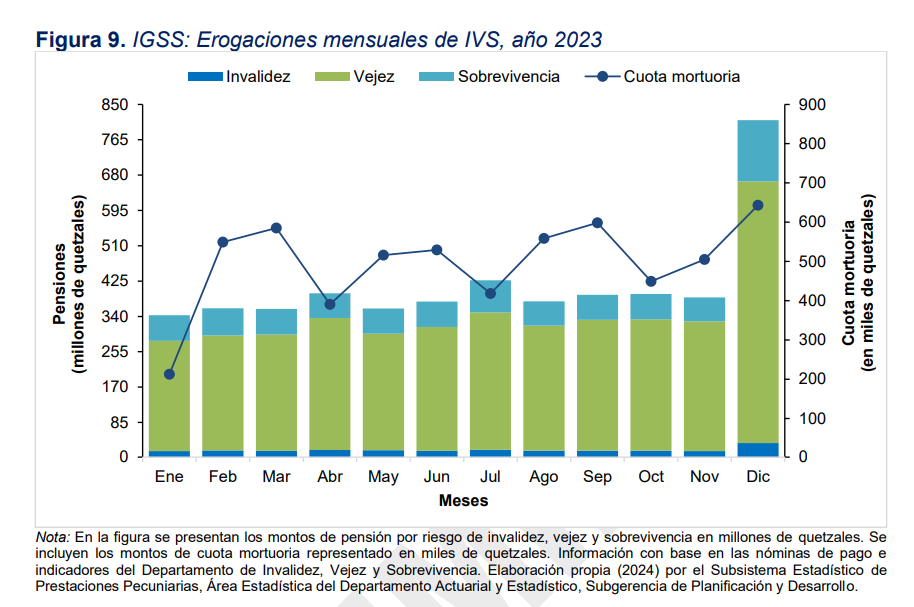 Figura 9. IGSS: Erogaciones mensuales de IVS, año 2023
Invalidez Vejez Sobrevivencia Cuota mortuoria
Pensiones
(millones de quetzales)
850
765
680
595
510
425
340
255
170
85
0
900
800
700
600
500
400
300
200
100
0
Cuota mortuoria
(en miles de quetzales)
Ene Feb Mar Abr May Jun Jul Ago Sep Oct Nov Dic
Meses
Nota: En la figura se presentan los montos de pensión por riesgo de invalidez, vejez y sobrevivencia en millones de quetzales. Se
incluyen los montos de cuota mortuoria representado en miles de quetzales. Información con base en las nóminas de pago e
indicadores del Departamento de Invalidez, Vejez y Sobrevivencia. Elaboración propia (2024) por el Subsistema Estadístico de
Prestaciones Pecuniarias, Área Estadística del Departamento Actuarial y Estadístico, Subgerencia de Planificación y Desarrollo.